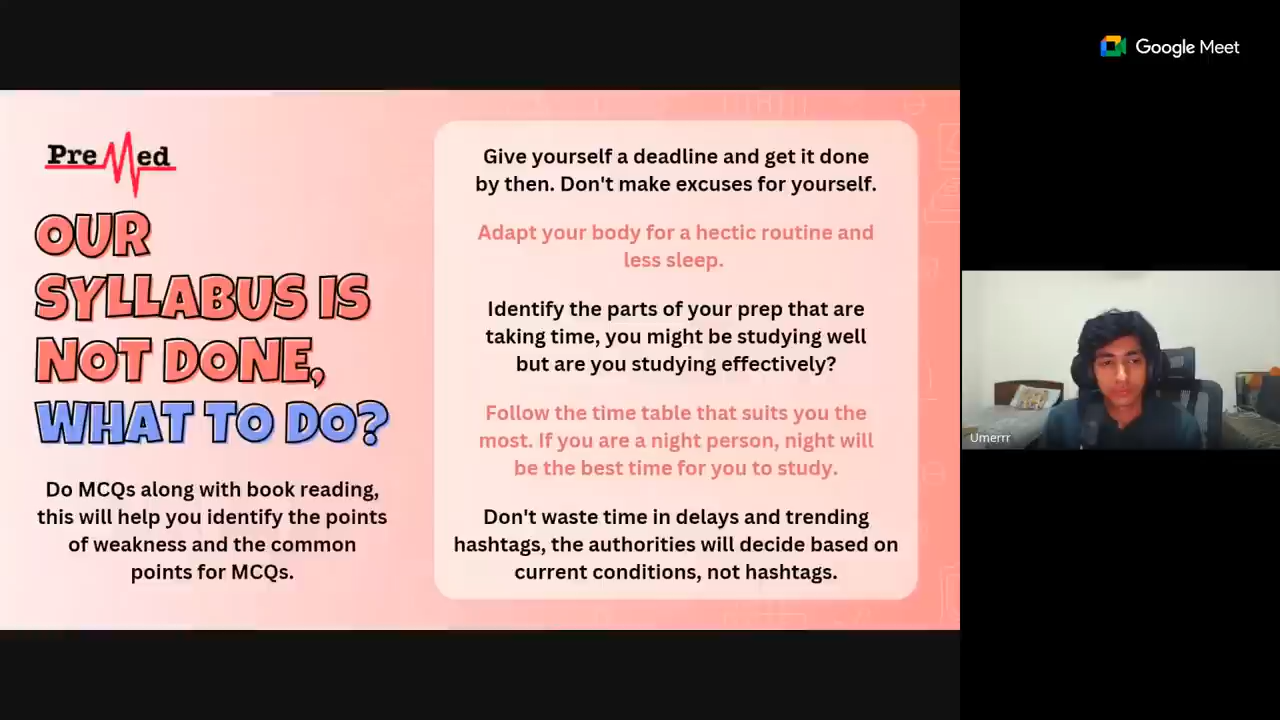 PreMed
OUR
SYLLABUS IS
NOT DONE,
WHAT TO DO?
Do MCQs along with book reading,
this will help you identify the points
of weakness and the common
points for MCQs.
Give yourself a deadline and get it done
by then. Don't make excuses for yourself.
Adapt your body for a hectic routine and
less sleep.
Identify the parts of your prep that are
taking time, you might be studying well
but are you studying effectively?
Follow the time table that suits you the
most. If you are a night person, night will
be the best time for you to study.
Don't waste time in delays and trending
hashtags, the authorities will decide based on
current conditions, not hashtags.
Google Meet
Umerrr